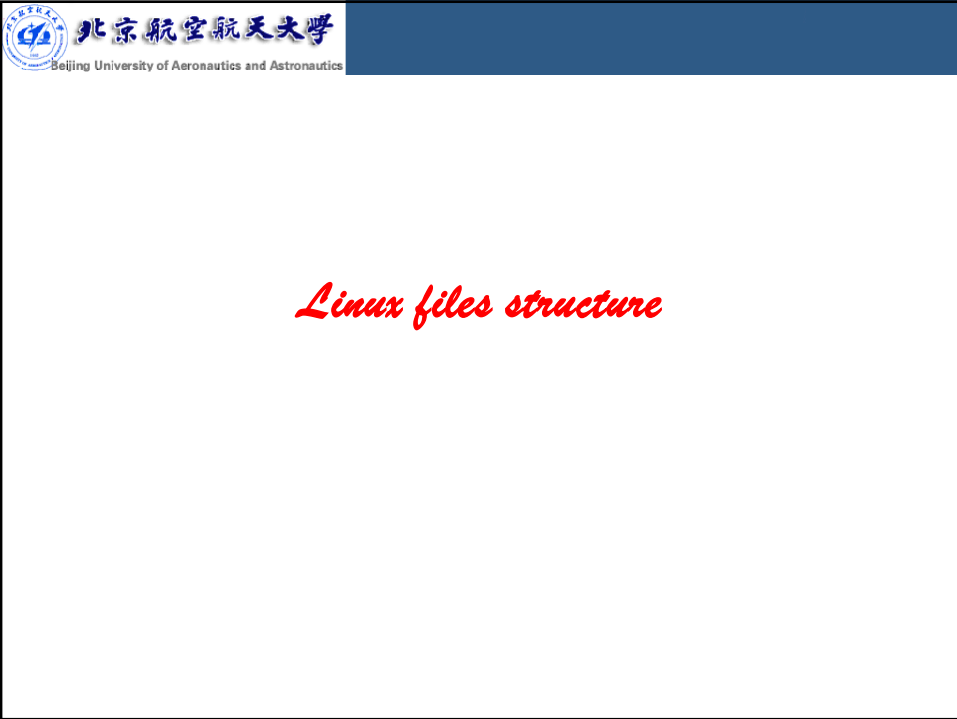 北京航空航天大學
Beijing University of Aeronautics and Astronautics
Linux files structure